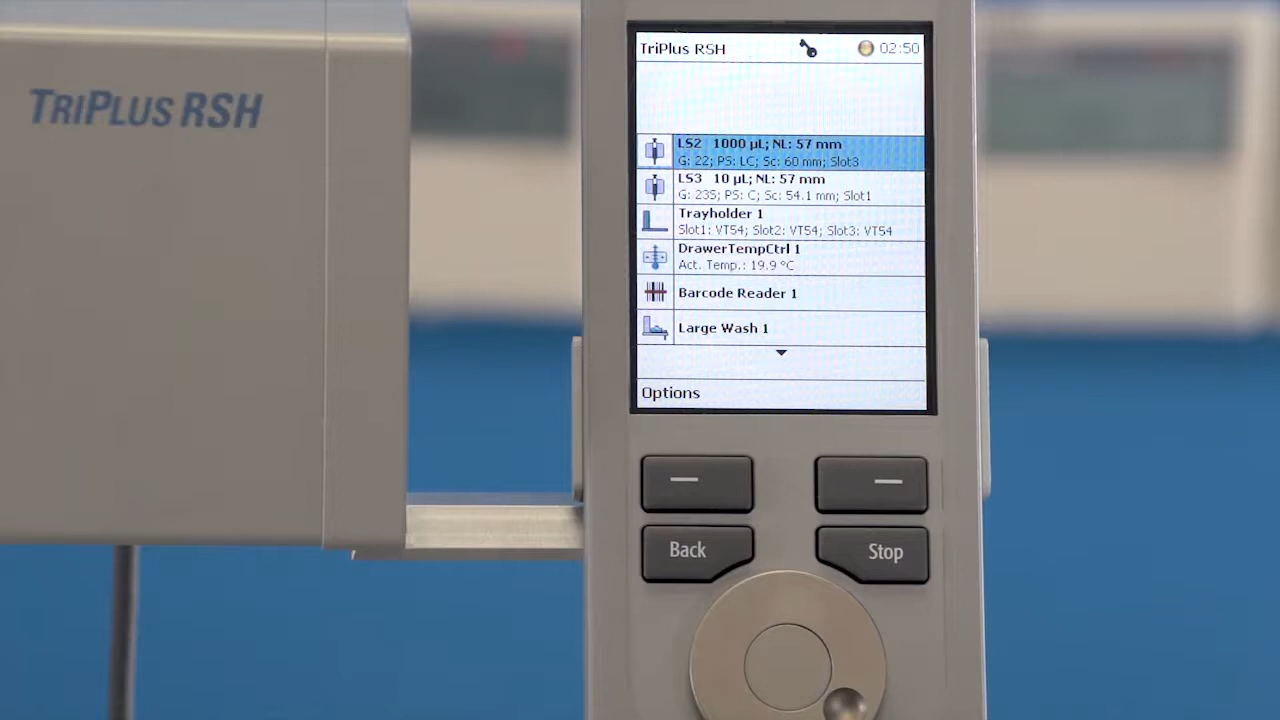 TRIPLUS RSH
TriPlus RSH 02:50
LS2 1000 µL; NL: 57 mm
G: 22; PS: LC; Sc: 60 mm; Slot3
LS3 10 µL; NL: 57 mm
G: 23S; PS: C; Sc: 54.1 mm; Slot1
Trayholder 1
Slot1: VT54; Slot2: VT54; Slot3: VT54
DrawerTempCtrl 1
Act. Temp.: 19.9 °C
Barcode Reader 1
Large Wash 1
Options
Back Stop